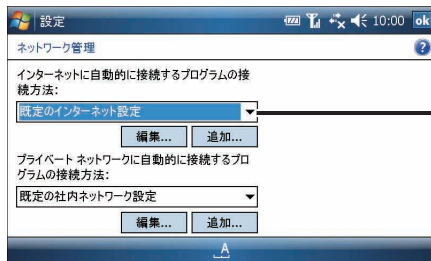 設定 10:00 ok
ネットワーク管理
インターネットに自動的に接続するプログラムの接
続方法:
既定のインターネット設定
編集... 追加...
プライベート ネットワークに自動的に接続するプロ
グラムの接続方法:
既定の社内ネットワーク設定
編集... 追加...
A